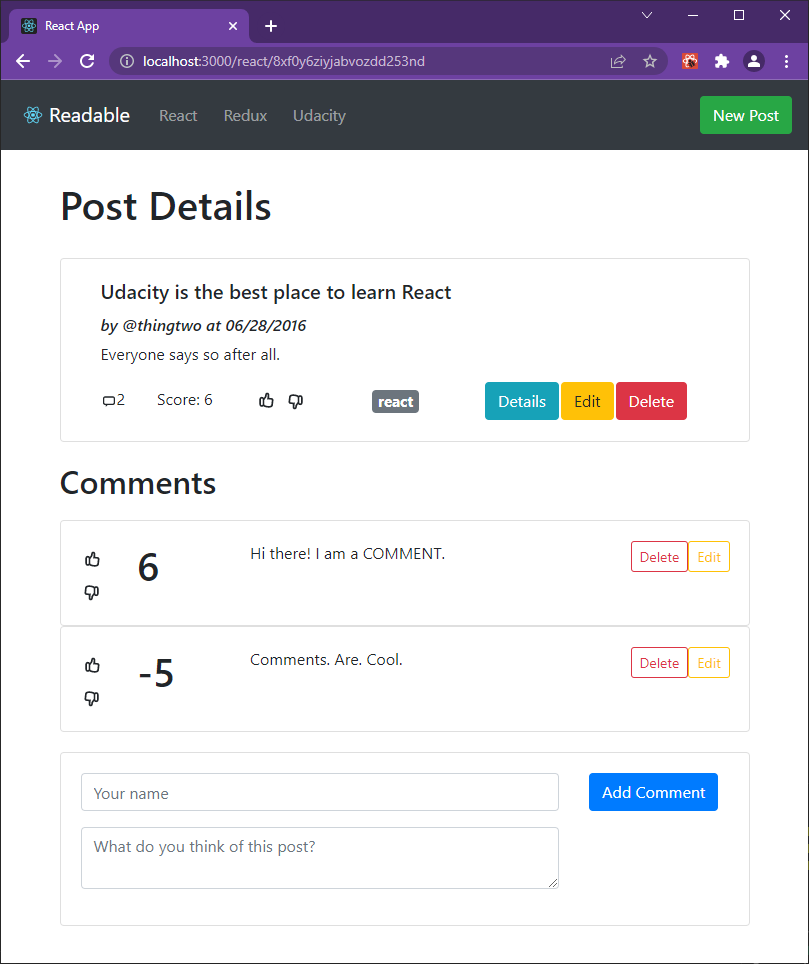 React App
localhost:3000/react/8xf0y6ziyjabvozdd253nd
Readable React Redux Udacity New Post
Post Details
Udacity is the best place to learn React
by @thingtwo at 06/28/2016
Everyone says so after all.
2 Score: 6 react Details Edit Delete
Comments
6 Hi there! I am a COMMENT. Delete Edit
-5 Comments. Are. Cool. Delete Edit
Your name Add Comment
What do you think of this post?